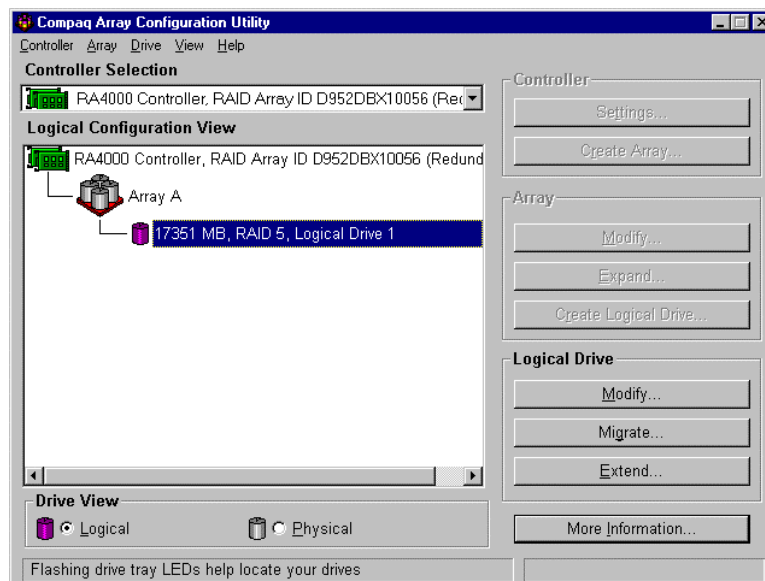 Compaq Array Configuration Utility
Controller Array Drive View Help
Controller Selection
RA4000 Controller, RAID Array ID D952DBX10056 (Rec
Logical Configuration View
RA4000 Controller, RAID Array ID D952DBX10056 (Redund
Array A
17351 MB, RAID 5, Logical Drive 1
Drive View
Logical
Physical
Controller
Settings...
Create Array...
Array
Modify...
Expand...
Create Logical Drive...
Logical Drive
Modify...
Migrate...
Extend...
More Information...
Flashing drive tray LEDs help locate your drives